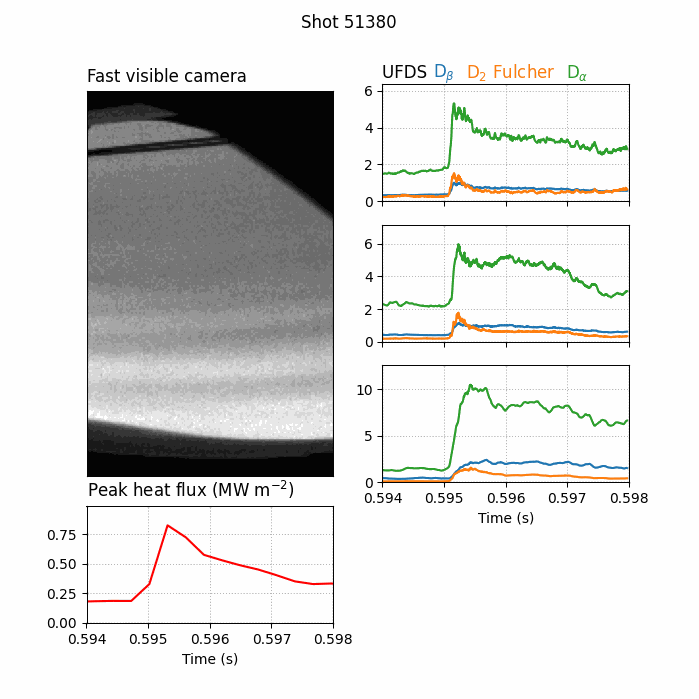 Shot 51380
Fast visible camera
UFDS Dβ D2 Fulcher Dα
6
4
2
0
6
4
2
0
10
5
0
0.594 0.595 0.596 0.597 0.598
Time (s)
Peak heat flux (MW m−2)
0.75
0.50
0.25
0.00
0.594 0.595 0.596 0.597 0.598
Time (s)